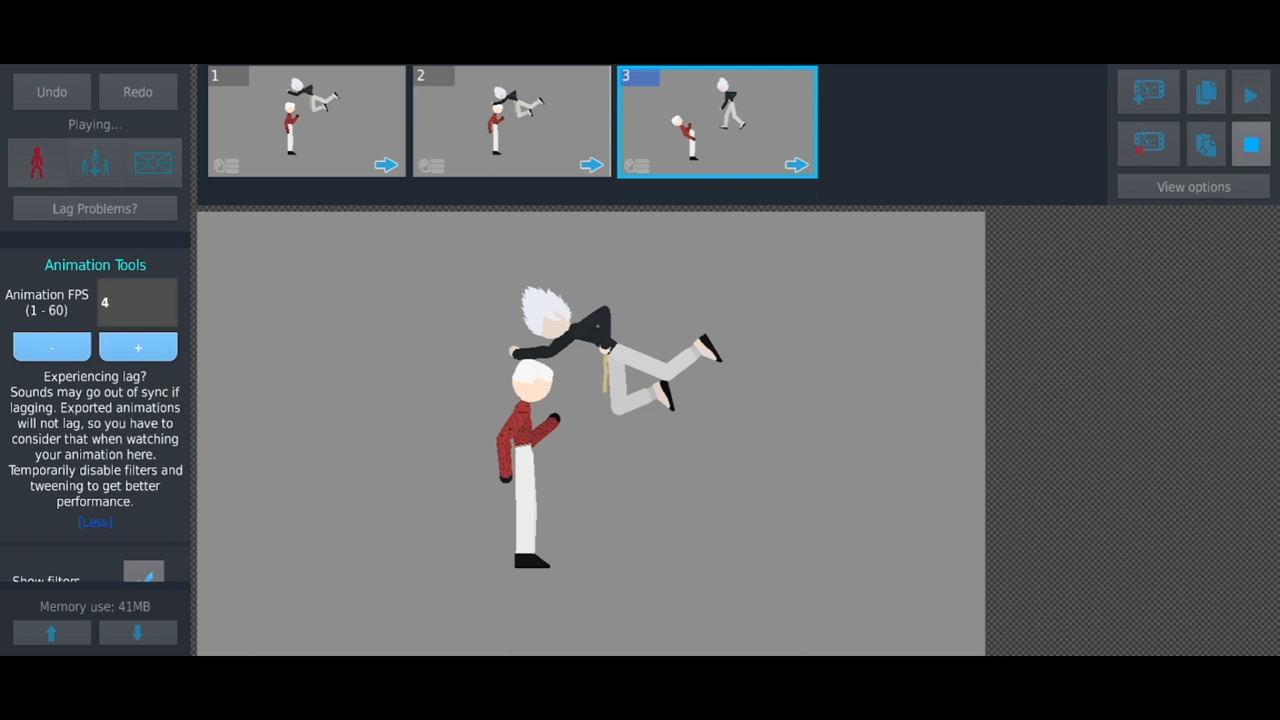 Undo
Redo
Playing...
Lag Problems?
1
2
3
View options
Animation Tools
Animation FPS
(1 - 60)
4
-
+
Experiencing lag?
Sounds may go out of sync if
lagging. Exported animations
will not lag, so you have to
consider that when watching
your animation here.
Temporarily disable filters and
tweening to get better
performance.
[Less]
Show filters
Memory use: 41MB